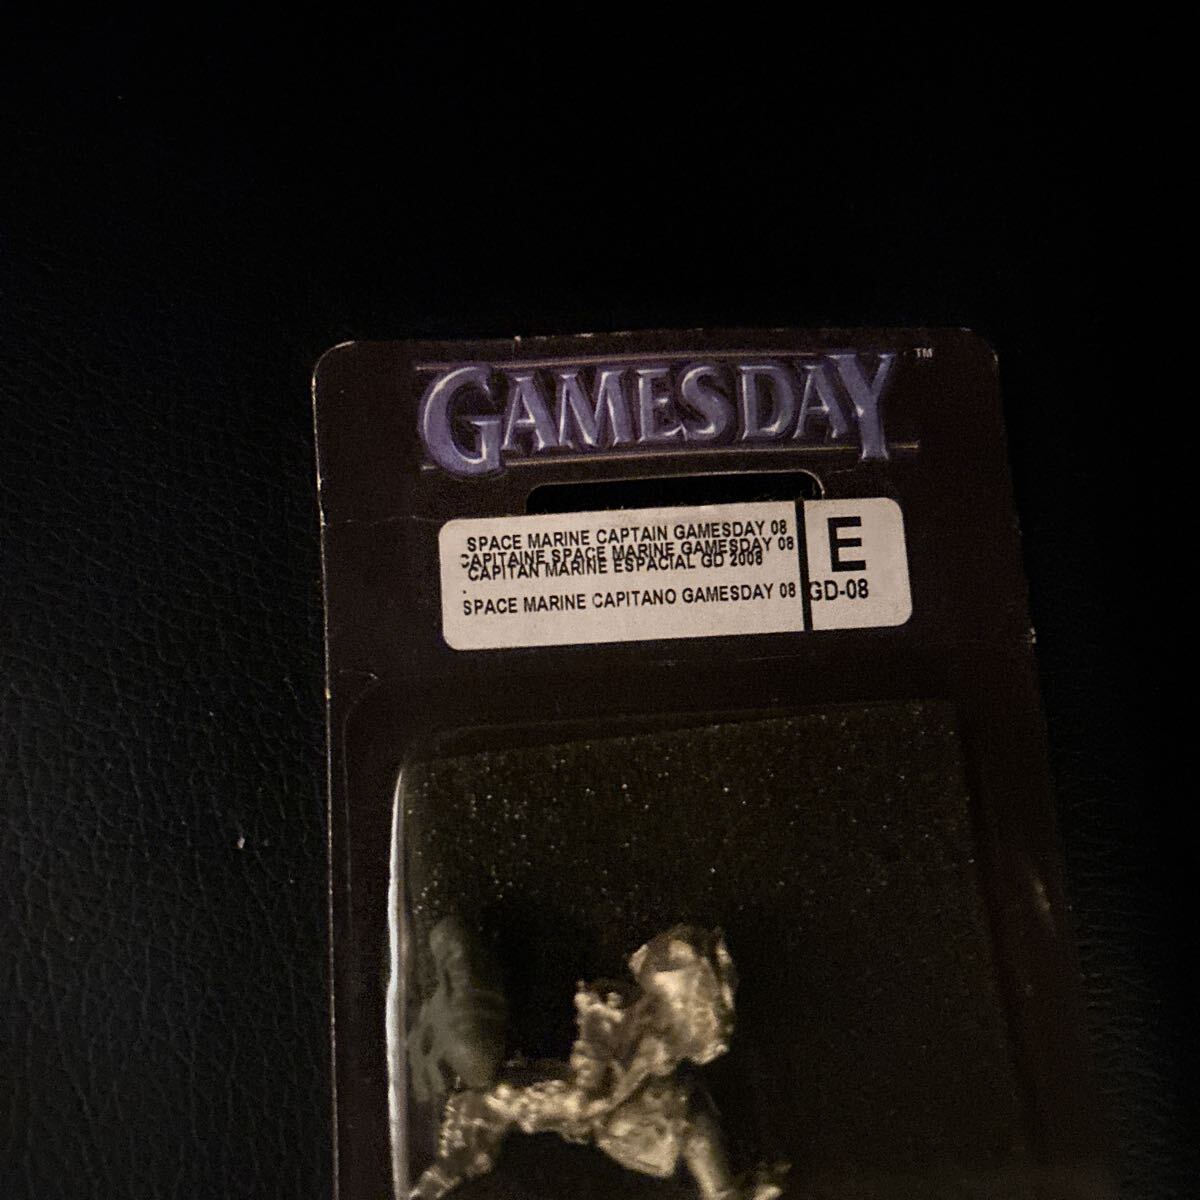 GAMESDAY™
SPACE MARINE CAPTAIN GAMESDAY 08
CAPITAINE SPACE MARINE GAMESDAY 08
CAPITAN MARINE ESPACIAL GD 2008
.
SPACE MARINE CAPITANO GAMESDAY 08
E
GD-08